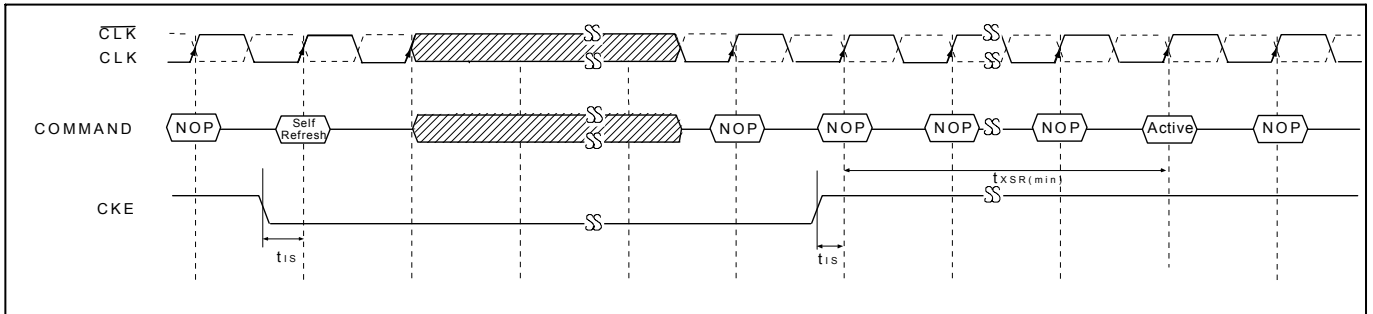 CLK
CLK
COMMAND
NOP
Self
Refresh
NOP
NOP
NOP
NOP
Active
NOP
tXSR(min)
CKE
tIS
tIS